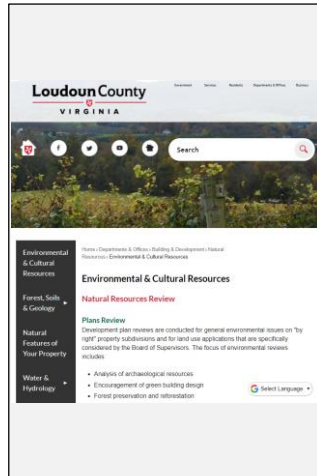 Loudoun County
VIRGINIA
Government Services Residents Departments & Offices Business
Search
Environmental
& Cultural
Resources
Forest, Soils
& Geology
Natural
Features of
Your Property
Water &
Hydrology
Home › Departments & Offices › Building & Development › Natural
Resources › Environmental & Cultural Resources
Environmental & Cultural Resources
Natural Resources Review
Plans Review
Development plan reviews are conducted for general environmental issues on "by
right" property subdivisions and for land use applications that are specifically
considered by the Board of Supervisors. The focus of environmental reviews
includes
• Analysis of archaeological resources
• Encouragement of green building design
• Forest preservation and reforestation
Select Language